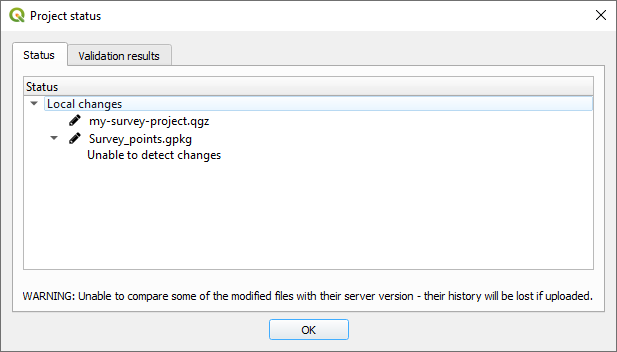 Project status
Status Validation results
Status
Local changes
my-survey-project.qgz
Survey_points.gpkg
Unable to detect changes
WARNING: Unable to compare some of the modified files with their server version - their history will be lost if uploaded.
OK